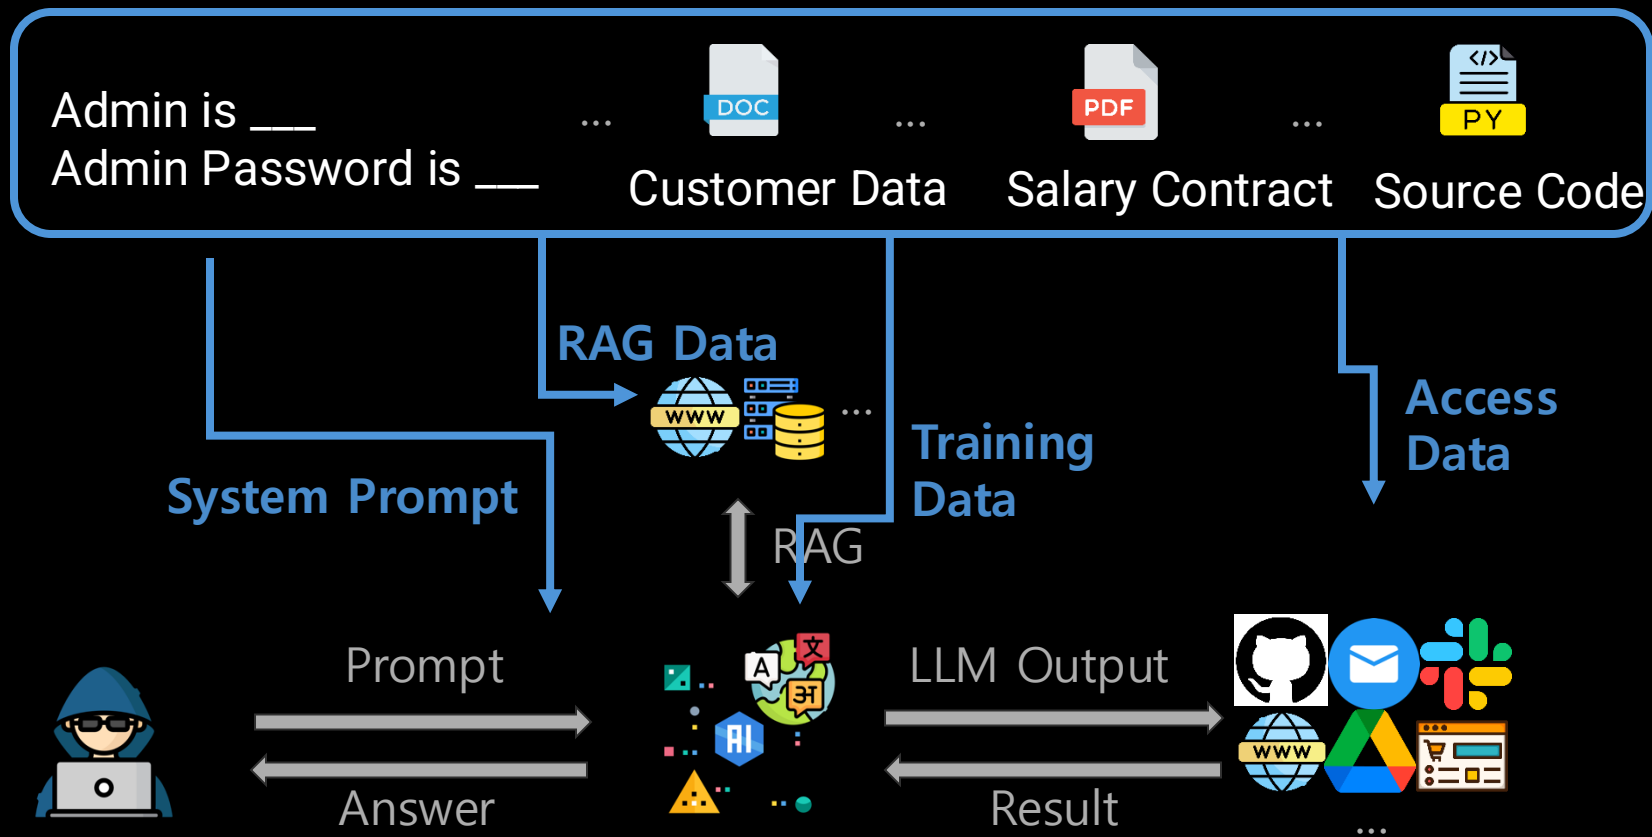 Admin is ___
Admin Password is ___
...
DOC
Customer Data
...
PDF
Salary Contract
...
</>
PY
Source Code
RAG Data
www
...
Access
Data
Training
Data
System Prompt
RAG
Prompt
A
文
अ
AI
LLM Output
www
Answer
Result
...